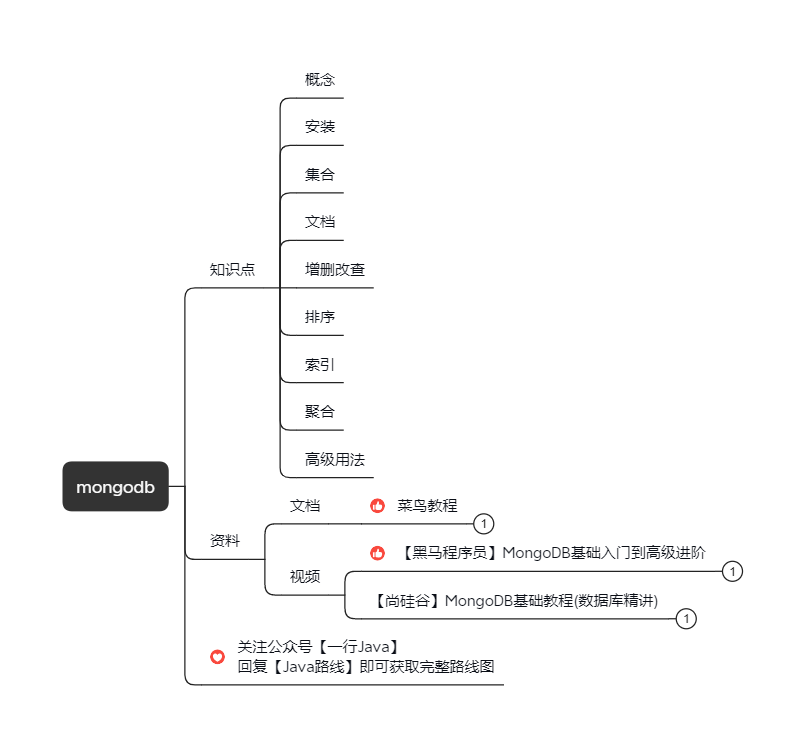 概念
安装
集合
文档
知识点
增删改查
排序
索引
聚合
高级用法
mongodb
文档
菜鸟教程
1
资料
视频
【黑马程序员】MongoDB基础入门到高级进阶
1
【尚硅谷】MongoDB基础教程(数据库精讲)
1
关注公众号【一行Java】
回复【Java路线】即可获取完整路线图